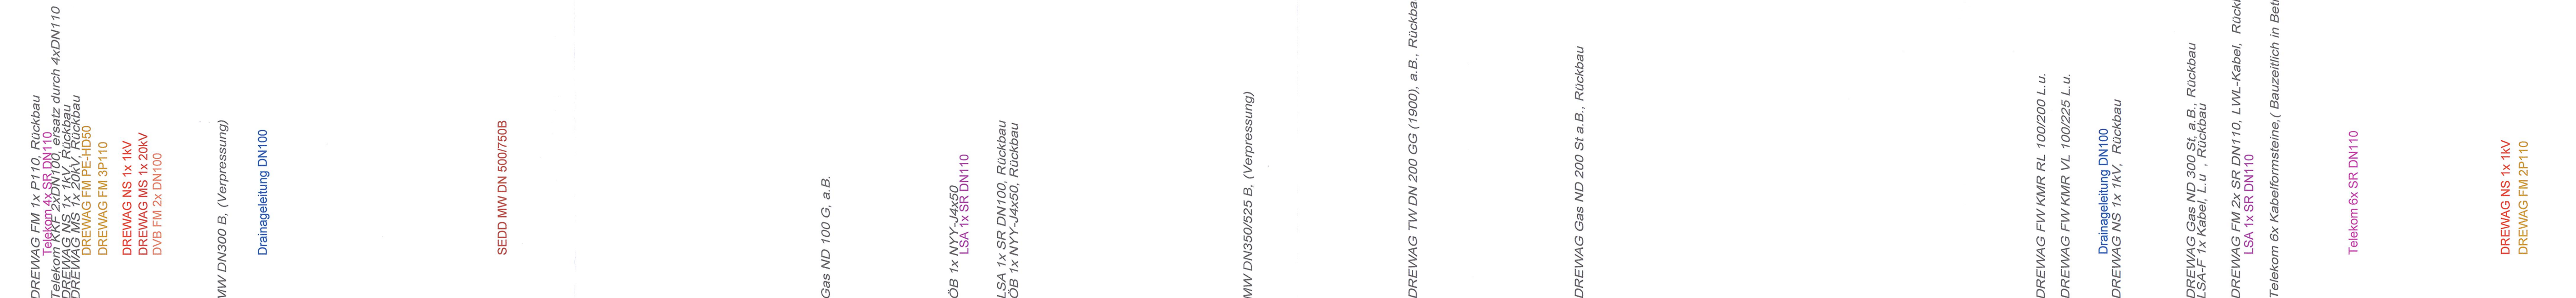 DREWAG FM 1x P110, Rückbau
Telekom 4x SR DN110
Telekom KKF 2xDN100, ersatz durch 4xDN110
DREWAG NS 1x 1kV, Rückbau
DREWAG MS 1x 20kV, Rückbau
DREWAG FM PE-HD50
DREWAG FM 3P110
DREWAG NS 1x 1kV
DREWAG MS 1x 20kV
DVB FM 2x DN100
MW DN300 B, (Verpressung)
Drainageleitung DN100
SEDD MW DN 500/750B
Gas ND 100 G, a.B.
ÖB 1x NYY-J4x50
LSA 1x SR DN110
LSA 1x SR DN100, Rückbau
ÖB 1x NYY-J4x50, Rückbau
MW DN350/525 B, (Verpressung)
DREWAG TW DN 200 GG (1900), a.B., Rückba
DREWAG Gas ND 200 St a.B., Rückbau
DREWAG FW KMR RL 100/200 L.u.
DREWAG FW KMR VL 100/225 L.u.
Drainageleitung DN100
DREWAG NS 1x 1kV, Rückbau
DREWAG Gas ND 300 St, a.B., Rückbau
LSA-F 1x Kabel, L.u , Rückbau
DREWAG FM 2x SR DN110, LWL-Kabel, Rück
LSA 1x SR DN110
Telekom 6x Kabelformsteine,( Bauzeitlich in Bet
Telekom 6x SR DN110
DREWAG NS 1x 1kV
DREWAG FM 2P110